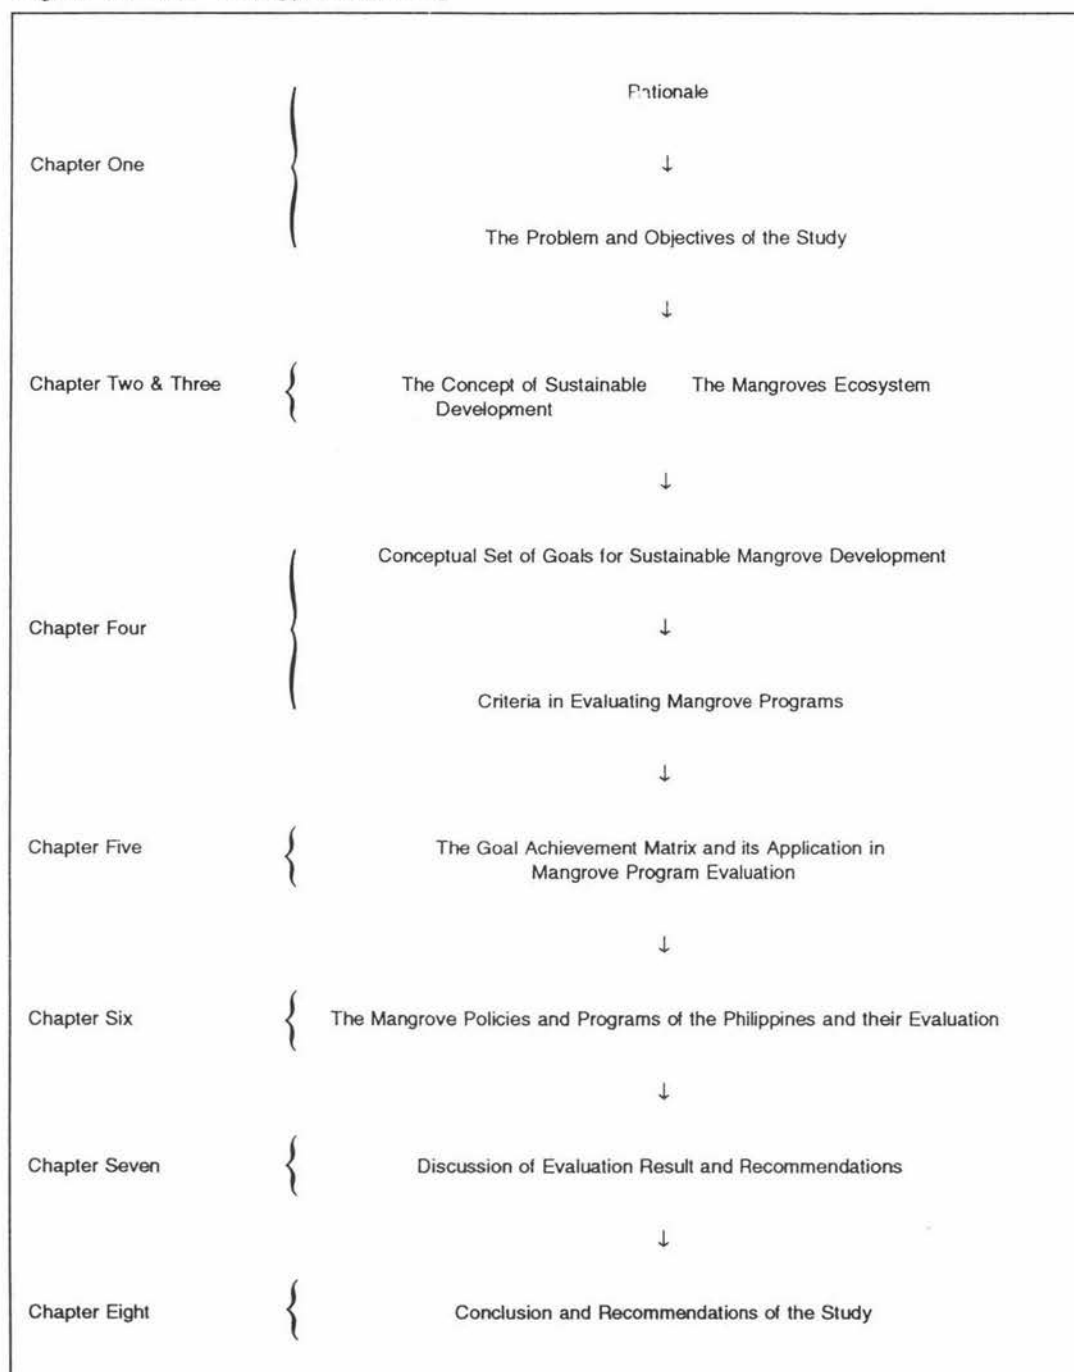 Rationale
Chapter One
↓
The Problem and Objectives of the Study
↓
Chapter Two & Three
The Concept of Sustainable
Development
The Mangroves Ecosystem
↓
Conceptual Set of Goals for Sustainable Mangrove Development
Chapter Four
↓
Criteria in Evaluating Mangrove Programs
↓
Chapter Five
The Goal Achievement Matrix and its Application in
Mangrove Program Evaluation
↓
Chapter Six
The Mangrove Policies and Programs of the Philippines and their Evaluation
↓
Chapter Seven
Discussion of Evaluation Result and Recommendations
↓
Chapter Eight
Conclusion and Recommendations of the Study